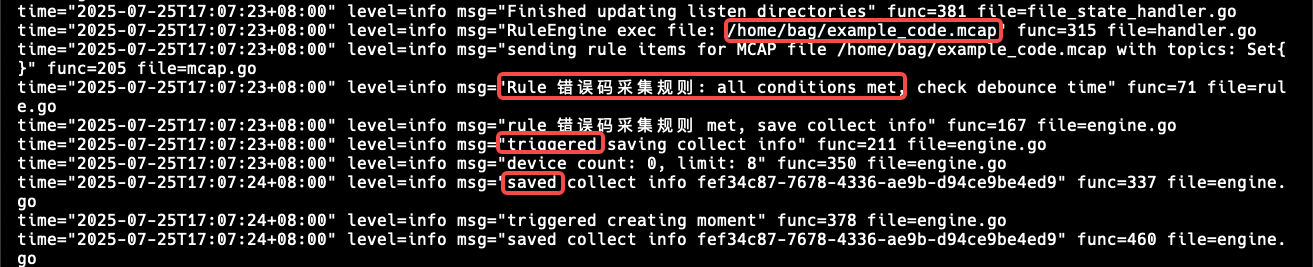 time="2025-07-25T17:07:23+08:00" level=info msg="Finished updating listen directories" func=381 file=file_state_handler.go
time="2025-07-25T17:07:23+08:00" level=info msg="RuleEngine exec file: /home/bag/example_code.mcap" func=315 file=handler.go
time="2025-07-25T17:07:23+08:00" level=info msg="sending rule items for MCAP file /home/bag/example_code.mcap with topics: Set{
}" func=205 file=mcap.go
time="2025-07-25T17:07:23+08:00" level=info msg="Rule 错误码采集规则: all conditions met, check debounce time" func=71 file=rul
e.go
time="2025-07-25T17:07:23+08:00" level=info msg="rule 错误码采集规则 met, save collect info" func=167 file=engine.go
time="2025-07-25T17:07:23+08:00" level=info msg="triggered saving collect info" func=211 file=engine.go
time="2025-07-25T17:07:23+08:00" level=info msg="device count: 0, limit: 8" func=350 file=engine.go
time="2025-07-25T17:07:24+08:00" level=info msg="saved collect info fef34c87-7678-4336-ae9b-d94ce9be4ed9" func=337 file=engine.
go
time="2025-07-25T17:07:24+08:00" level=info msg="triggered creating moment" func=378 file=engine.go
time="2025-07-25T17:07:24+08:00" level=info msg="saved collect info fef34c87-7678-4336-ae9b-d94ce9be4ed9" func=460 file=engine.
go